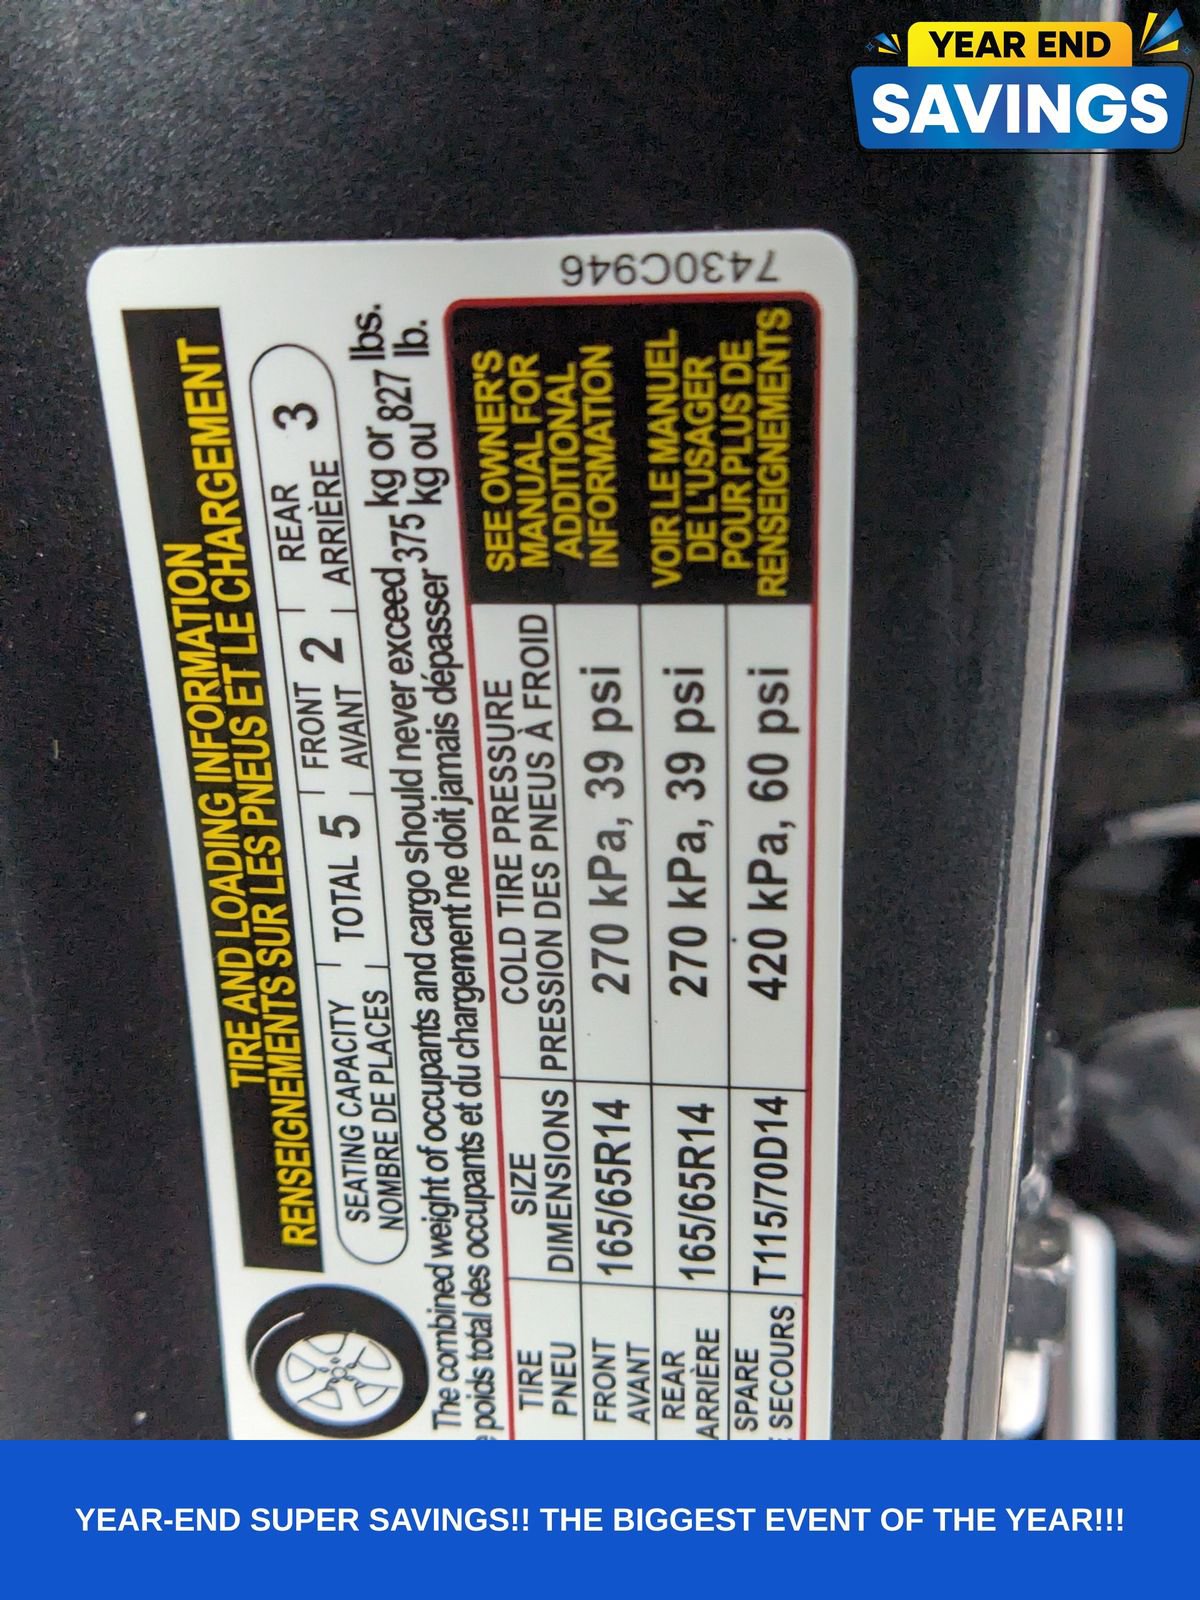 YEAR END
SAVINGS
7430C946
TIRE AND LOADING INFORMATION
RENSEIGNEMENTS SUR LES PNEUS ET LE CHARGEMENT
SEATING CAPACITY
NOMBRE DE PLACES
TOTAL 5
FRONT
AVANT
2
REAR
ARRIÈRE
3
The combined weight of occupants and cargo should never exceed 375 kg or 827 lbs.
poids total des occupants et du chargement ne doit jamais dépasser 375 kg ou 827 lb.
TIRE
PNEU
SIZE
DIMENSIONS
COLD TIRE PRESSURE
PRESSION DES PNEUS À FROID
FRONT
AVANT
165/65R14
270 kPa, 39 psi
REAR
ARRIÈRE
165/65R14
270 kPa, 39 psi
SPARE
SECOURS
T115/70D14
420 kPa, 60 psi
SEE OWNER'S
MANUAL FOR
ADDITIONAL
INFORMATION
VOIR LE MANUEL
DE L'USAGER
POUR PLUS DE
RENSEIGNEMENTS
YEAR-END SUPER SAVINGS!! THE BIGGEST EVENT OF THE YEAR!!!